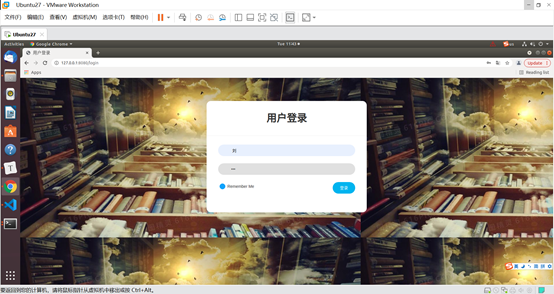 Ubuntu27 - VMware Workstation
文件(F) 编辑(E) 查看(V) 虚拟机(M) 选项卡(T) 帮助(H)
Ubuntu27
Activities Google Chrome Tue 11:43
用户登录
127.0.0.1:8000/login
Update
Apps
Reading list
用户登录
刘
Remember Me
登录
要返回到您的计算机，请将鼠标指针从虚拟机中移出或按 Ctrl+Alt。